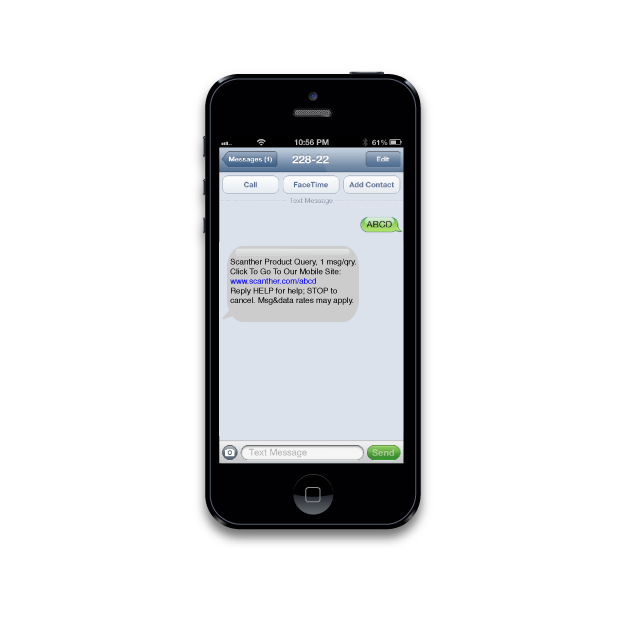 10:56 PM
61%
Messages (1)
228-22
Edit
Call
FaceTime
Add Contact
Text Message
ABCD
Scanther Product Query, 1 msg/qry.
Click To Go To Our Mobile Site:
www.scanther.com/abcd
Reply HELP for help; STOP to
cancel. Msg&data rates may apply.
Text Message
Send